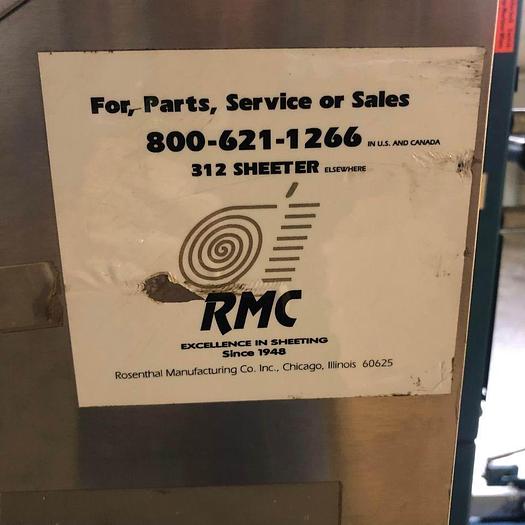 For, Parts, Service or Sales
800-621-1266 IN U.S. AND CANADA
312 SHEETER ELSEWHERE
RMC
EXCELLENCE IN SHEETING
Since 1948
Rosenthal Manufacturing Co. Inc., Chicago, Illinois 60625